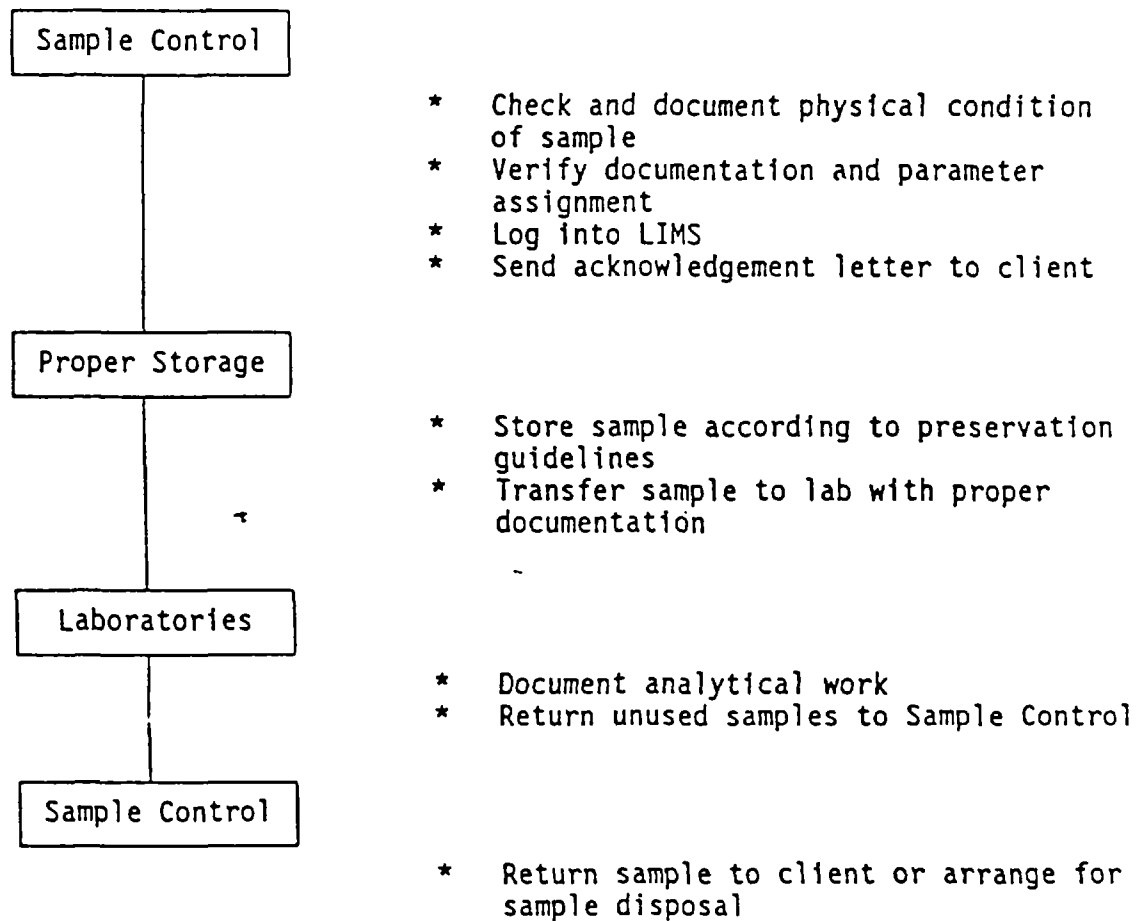 Sample Control
* Check and document physical condition
of sample
* Verify documentation and parameter
assignment
* Log into LIMS
* Send acknowledgement letter to client
Proper Storage
* Store sample according to preservation
guidelines
* Transfer sample to lab with proper
documentation
Laboratories
* Document analytical work
* Return unused samples to Sample Control
Sample Control
* Return sample to client or arrange for
sample disposal